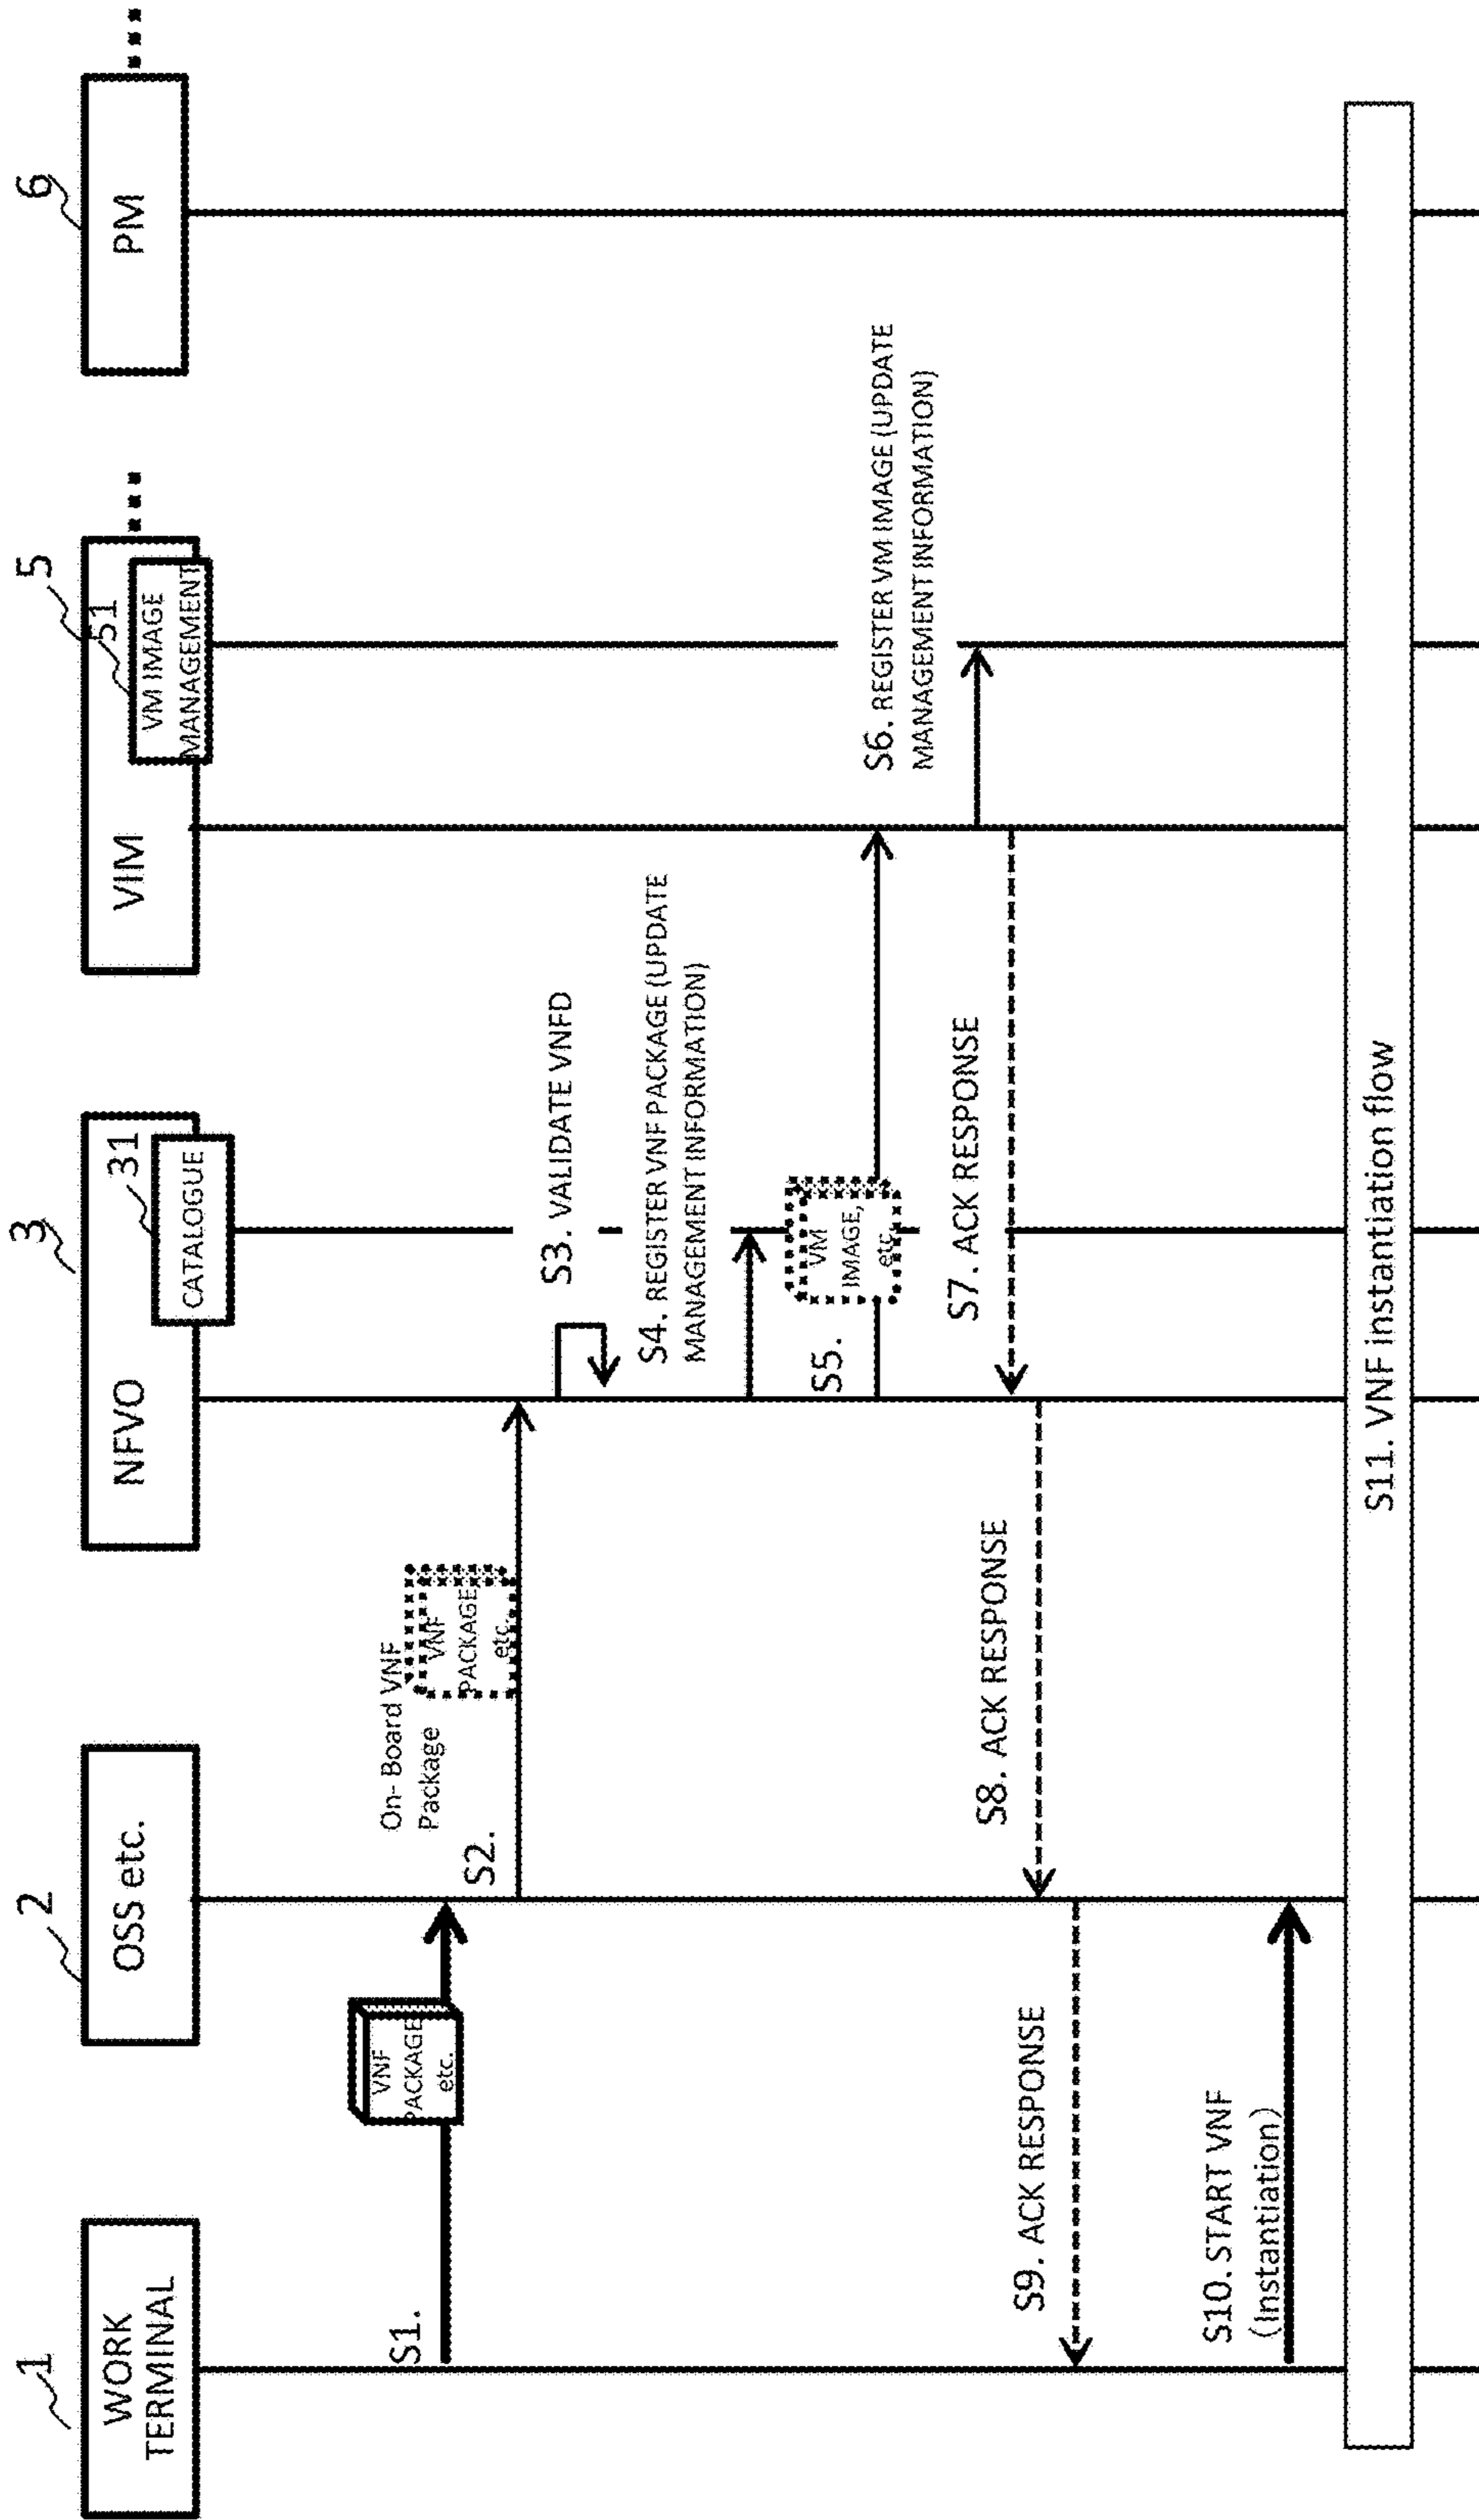 1
WORK
TERMINAL
2
OSS etc.
3
NFVO
31
CATALOGUE
5
VIM
51
VM IMAGE
MANAGEMENT
6
PM
S1.
VNF
PACKAGE
etc.
S2.
On- Board VNF
Package
VNF
PACKAGE
etc.
S3. VALIDATE VNFD
S4. REGISTER VNF PACKAGE (UPDATE
MANAGEMENT INFORMATION)
S5.
VM
IMAGE,
etc.
S6. REGISTER VM IMAGE (UPDATE
MANAGEMENT INFORMATION)
S7. ACK RESPONSE
S8. ACK RESPONSE
S9. ACK RESPONSE
S10. START VNF
(Instantiation)
S11. VNF instantiation flow